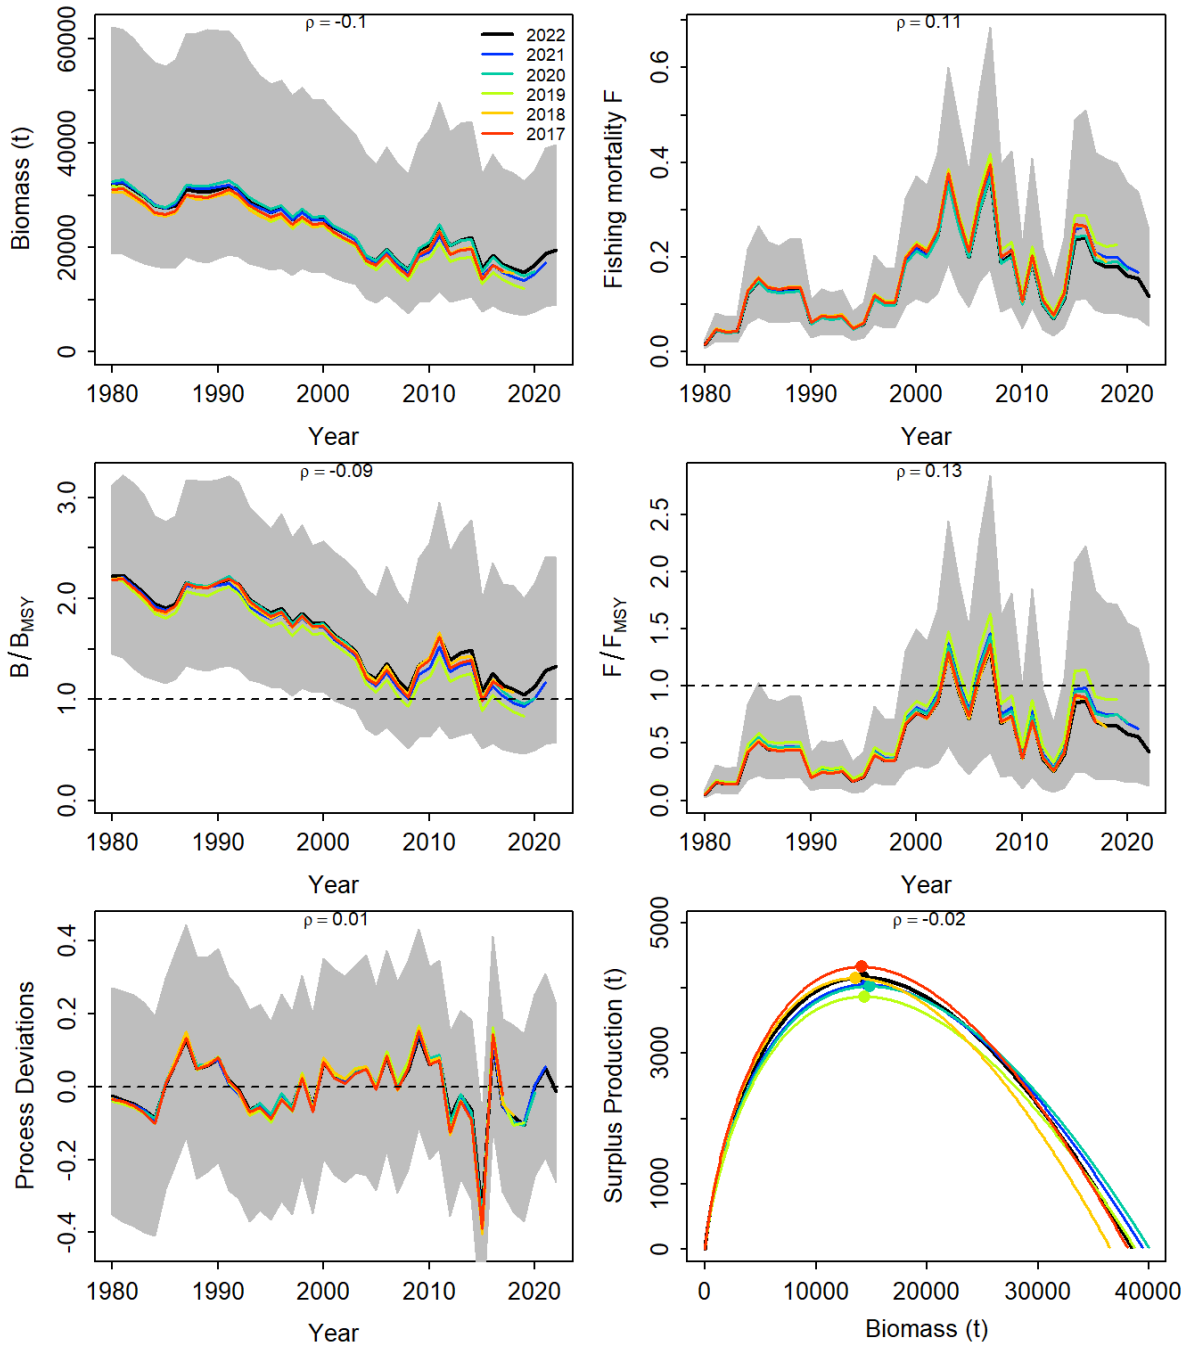 ρ = -0.1
Biomass (t)
60000
40000
20000
0
2022
2021
2020
2019
2018
2017
1980 1990 2000 2010 2020
Year
ρ = 0.11
Fishing mortality F
0.6
0.4
0.2
0.0
1980 1990 2000 2010 2020
Year
ρ = -0.09
B/BMSY
3.0
2.0
1.0
0.0
1980 1990 2000 2010 2020
Year
ρ = 0.13
F/FMSY
2.5
2.0
1.5
1.0
0.5
0.0
1980 1990 2000 2010 2020
Year
ρ = 0.01
Process Deviations
0.4
0.2
0.0
-0.2
-0.4
1980 1990 2000 2010 2020
Year
ρ = -0.02
Surplus Production (t)
5000
3000
1000
0
0 10000 20000 30000 40000
Biomass (t)